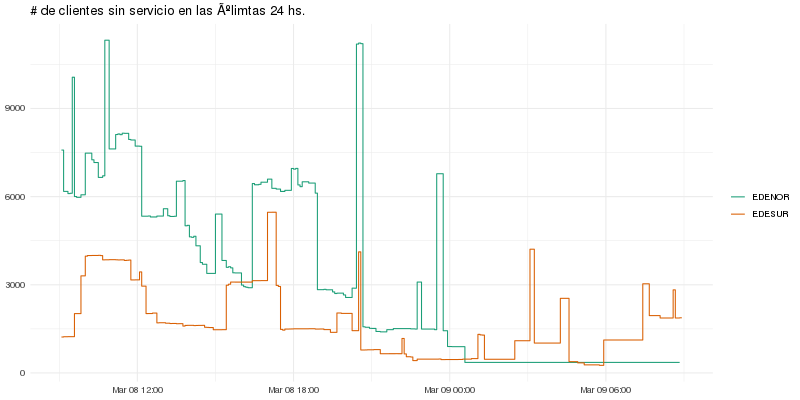 # de clientes sin servicio en las Ãºlimtas 24 hs.
9000
6000
3000
0
Mar 08 12:00
Mar 08 18:00
Mar 09 00:00
Mar 09 06:00
EDENOR
EDESUR